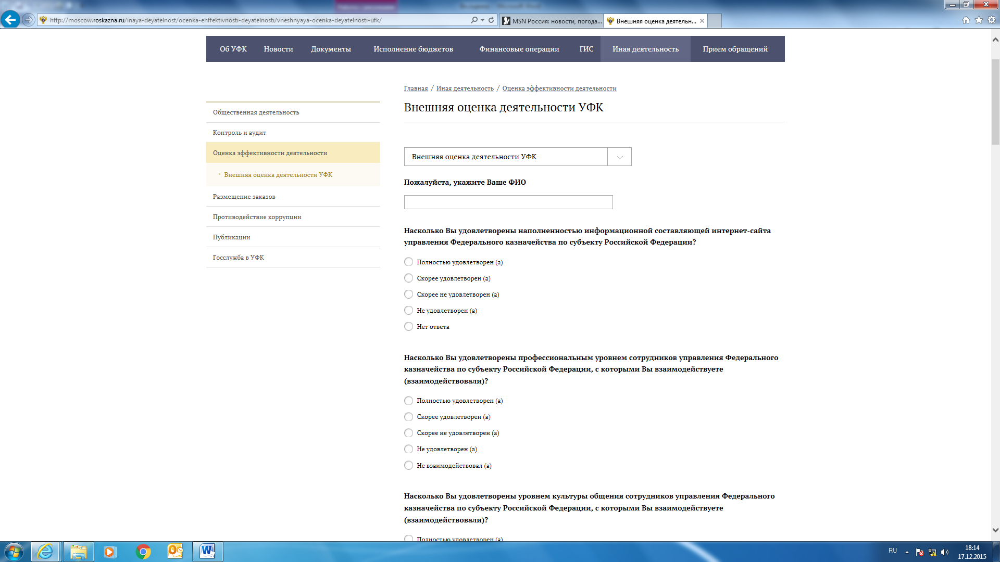 http://moscow.roskazna.ru/inaya-deyatelnost/ocenka-ehffektivnosti-deyatelnosti/vneshnyaya-ocenka-deyatelnosti-ufk/
MSN Россия: новости, погода...
Внешняя оценка деятельн...
Об УФК
Новости
Документы
Исполнение бюджетов
Финансовые операции
ГИС
Иная деятельность
Прием обращений
Общественная деятельность
Контроль и аудит
Оценка эффективности деятельности
Внешняя оценка деятельности УФК
Размещение заказов
Противодействие коррупции
Публикации
Госслужба в УФК
Главная / Иная деятельность / Оценка эффективности деятельности
Внешняя оценка деятельности УФК
Внешняя оценка деятельности УФК
Пожалуйста, укажите Ваше ФИО
Насколько Вы удовлетворены наполненностью информационной составляющей интернет-сайта
управления Федерального казначейства по субъекту Российской Федерации?
Полностью удовлетворен (а)
Скорее удовлетворен (а)
Скорее не удовлетворен (а)
Не удовлетворен (а)
Нет ответа
Насколько Вы удовлетворены профессиональным уровнем сотрудников управления Федерального
казначейства по субъекту Российской Федерации, с которыми Вы взаимодействуете
(взаимодействовали)?
Полностью удовлетворен (а)
Скорее удовлетворен (а)
Скорее не удовлетворен (а)
Не удовлетворен (а)
Не взаимодействовал (а)
Насколько Вы удовлетворены уровнем культуры общения сотрудников управления Федерального
казначейства по субъекту Российской Федерации, с которыми Вы взаимодействуете
(взаимодействовали)?
Полностью удовлетворен (а)
RU
18:14
17.12.2015